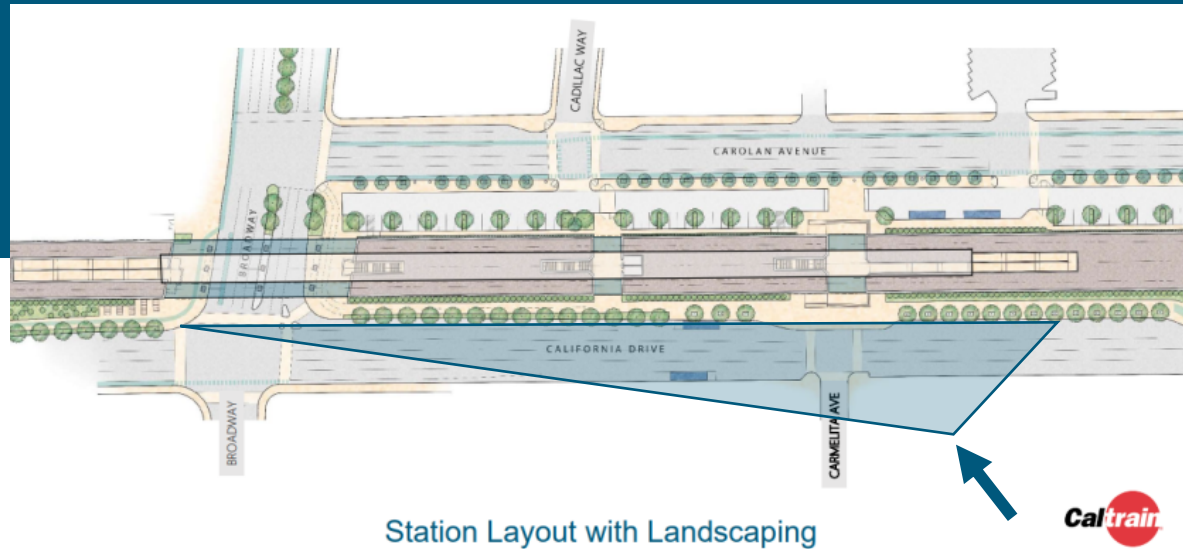 CADILLAC WAY
CAROLAN AVENUE
BROADWAY
CALIFORNIA DRIVE
BROADWAY
CARMELITA AVE
Station Layout with Landscaping
Caltrain